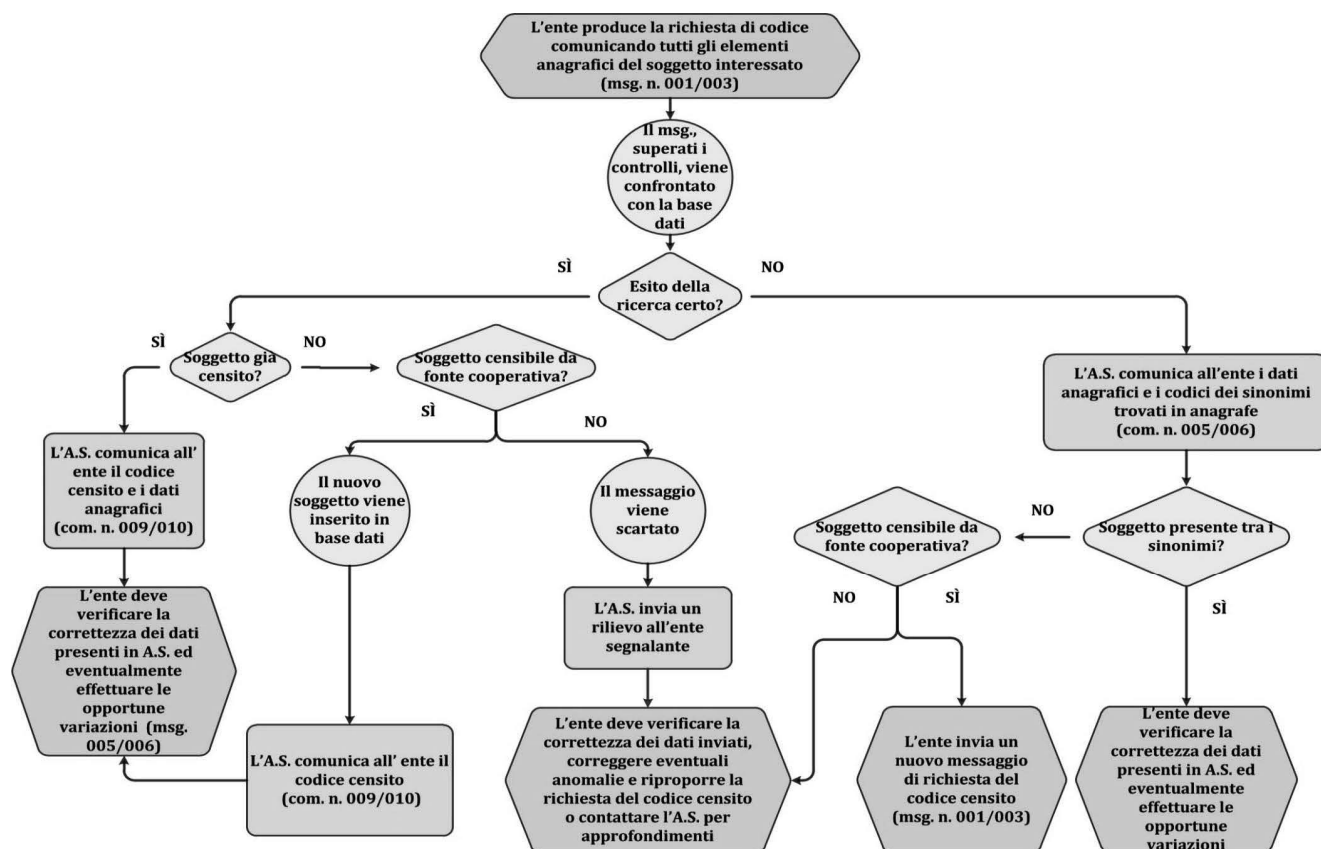 L'ente produce la richiesta di codice
comunicando tutti gli elementi
anagrafici del soggetto interessato
(msg. n. 001/003)
Il msg.,
superati i
controlli, viene
confrontato
con la base
dati
SÌ
NO
Esito della
ricerca certo?
SÌ
NO
Soggetto già
censito?
Soggetto censibile da
fonte cooperativa?
SÌ
NO
L'A.S. comunica all'ente i dati
anagrafici e i codici dei sinonimi
trovati in anagrafe
(com. n. 005/006)
L'A.S. comunica all'
ente il codice
censito e i dati
anagrafici
(com. n. 009/010)
Il nuovo
soggetto viene
inserito in
base dati
Il messaggio
viene
scartato
Soggetto censibile da
fonte cooperativa?
NO
Soggetto presente tra i
sinonimi?
NO
SÌ
SÌ
L'ente deve
verificare la
correttezza dei dati
presenti in A.S. ed
eventualmente
effettuare le
opportune
variazioni (msg.
005/006)
L'A.S. invia un
rilievo all'ente
segnalante
L'A.S. comunica all' ente il
codice censito
(com. n. 009/010)
L'ente deve verificare la
correttezza dei dati inviati,
correggere eventuali
anomalie e riproporre la
richiesta del codice censito
o contattare l'A.S. per
approfondimenti
L'ente invia un
nuovo messaggio
di richiesta del
codice censito
(msg. n. 001/003)
L'ente deve
verificare la
correttezza dei dati
presenti in A.S. ed
eventualmente
effettuare le
opportune
variazioni